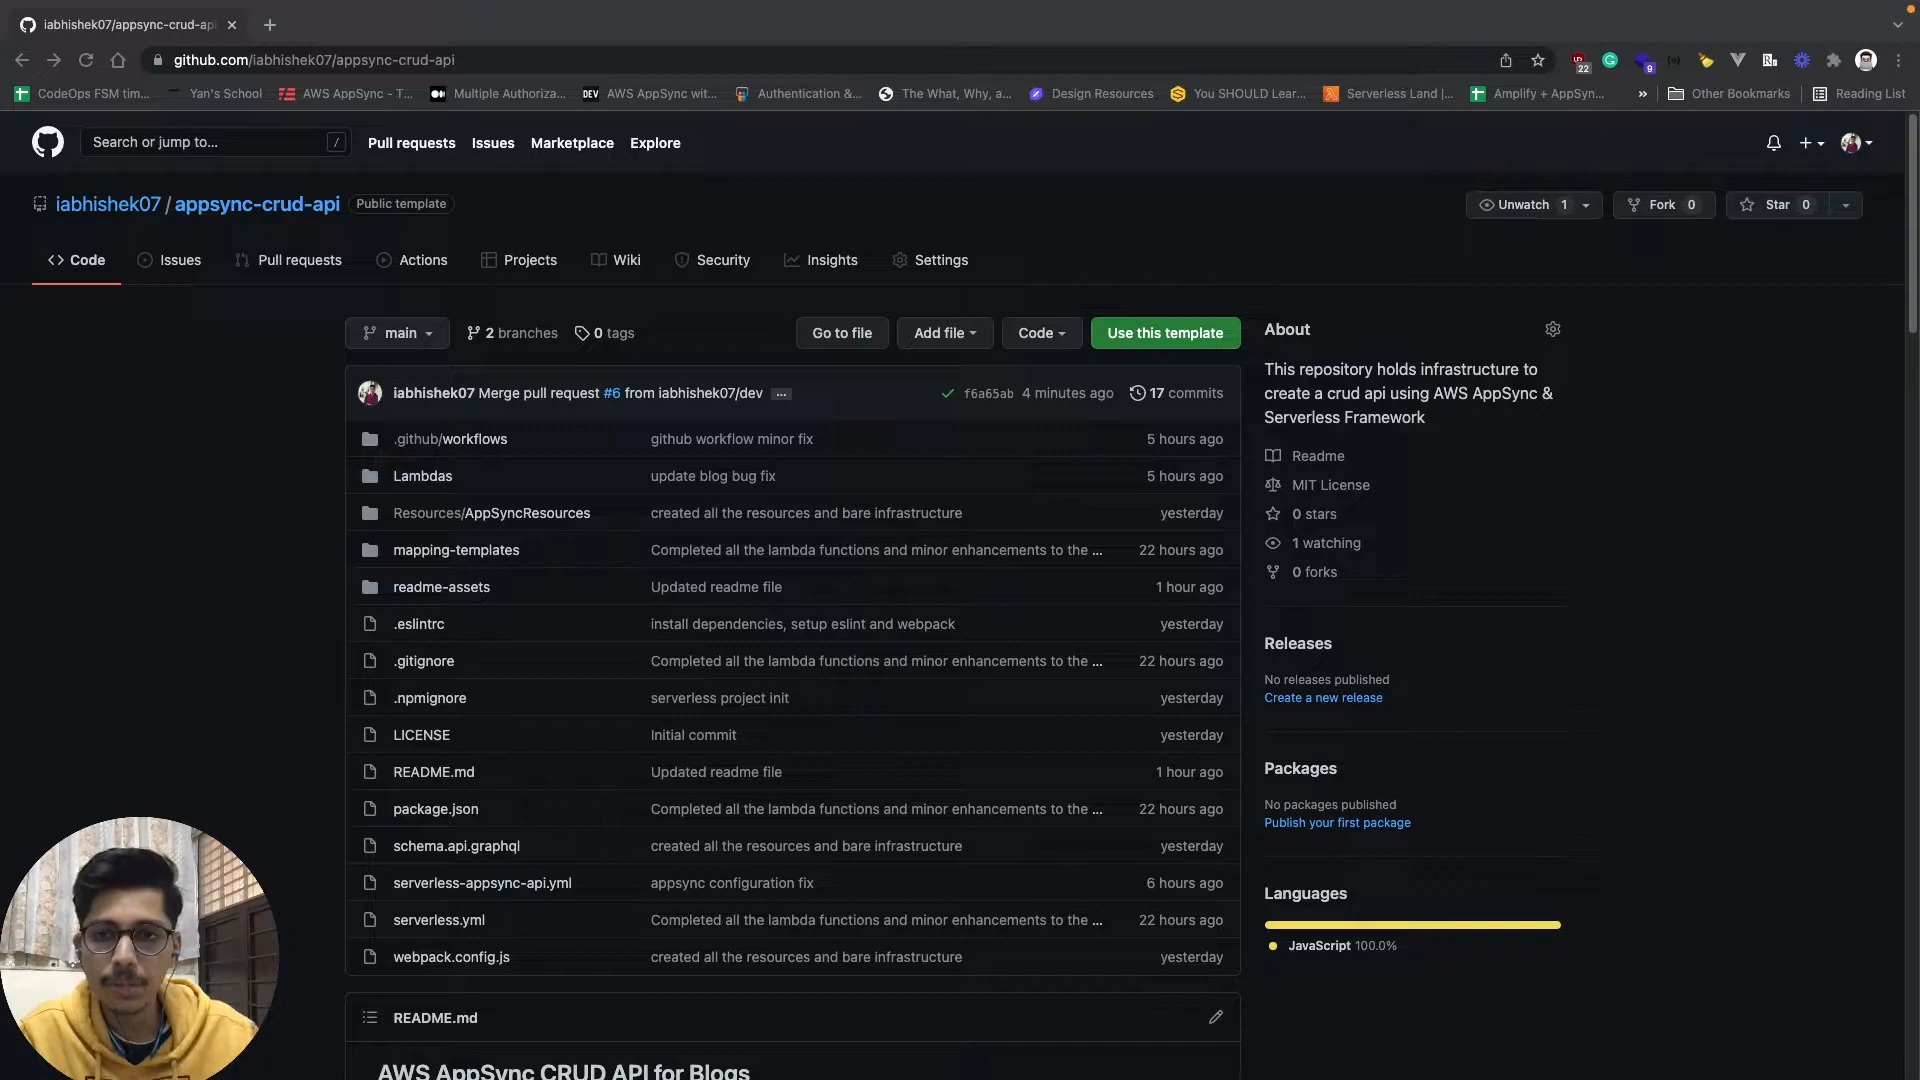 iabhishek07/appsync-crud-api
github.com/iabhishek07/appsync-crud-api
22
9
CodeOps FSM tim...
Yan's School
AWS AppSync - T...
Multiple Authoriza...
DEV
AWS AppSync wit...
Authentication &...
The What, Why, a...
Design Resources
You SHOULD Lear...
Serverless Land |...
Amplify + AppSyn...
»
Other Bookmarks
Reading List
Search or jump to...
/
Pull requests
Issues
Marketplace
Explore
iabhishek07 / appsync-crud-api
Public template
Unwatch 1
Fork 0
Star 0
Code
Issues
Pull requests
Actions
Projects
Wiki
Security
Insights
Settings
main
2 branches
0 tags
Go to file
Add file
Code
Use this template
iabhishek07 Merge pull request #6 from iabhishek07/dev ...
f6a65ab 4 minutes ago
17 commits
.github/workflows
github workflow minor fix
5 hours ago
Lambdas
update blog bug fix
5 hours ago
Resources/AppSyncResources
created all the resources and bare infrastructure
yesterday
mapping-templates
Completed all the lambda functions and minor enhancements to the ...
22 hours ago
readme-assets
Updated readme file
1 hour ago
.eslintrc
install dependencies, setup eslint and webpack
yesterday
.gitignore
Completed all the lambda functions and minor enhancements to the ...
22 hours ago
.npmignore
serverless project init
yesterday
LICENSE
Initial commit
yesterday
README.md
Updated readme file
1 hour ago
package.json
Completed all the lambda functions and minor enhancements to the ...
22 hours ago
schema.api.graphql
created all the resources and bare infrastructure
yesterday
serverless-appsync-api.yml
appsync configuration fix
6 hours ago
serverless.yml
Completed all the lambda functions and minor enhancements to the ...
22 hours ago
webpack.config.js
created all the resources and bare infrastructure
yesterday
README.md
AWS AppSync CRUD API for Blogs
About
This repository holds infrastructure to
create a crud api using AWS AppSync &
Serverless Framework
Readme
MIT License
0 stars
1 watching
0 forks
Releases
No releases published
Create a new release
Packages
No packages published
Publish your first package
Languages
JavaScript 100.0%